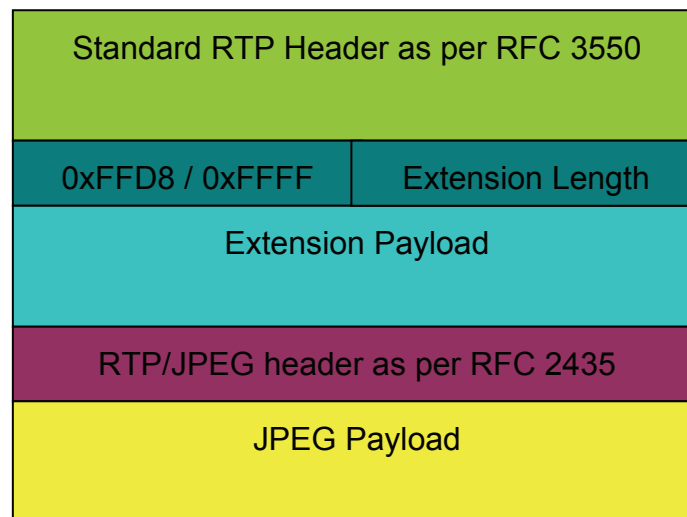 Standard RTP Header as per RFC 3550
0xFFD8 / 0xFFFF
Extension Length
Extension Payload
RTP/JPEG header as per RFC 2435
JPEG Payload